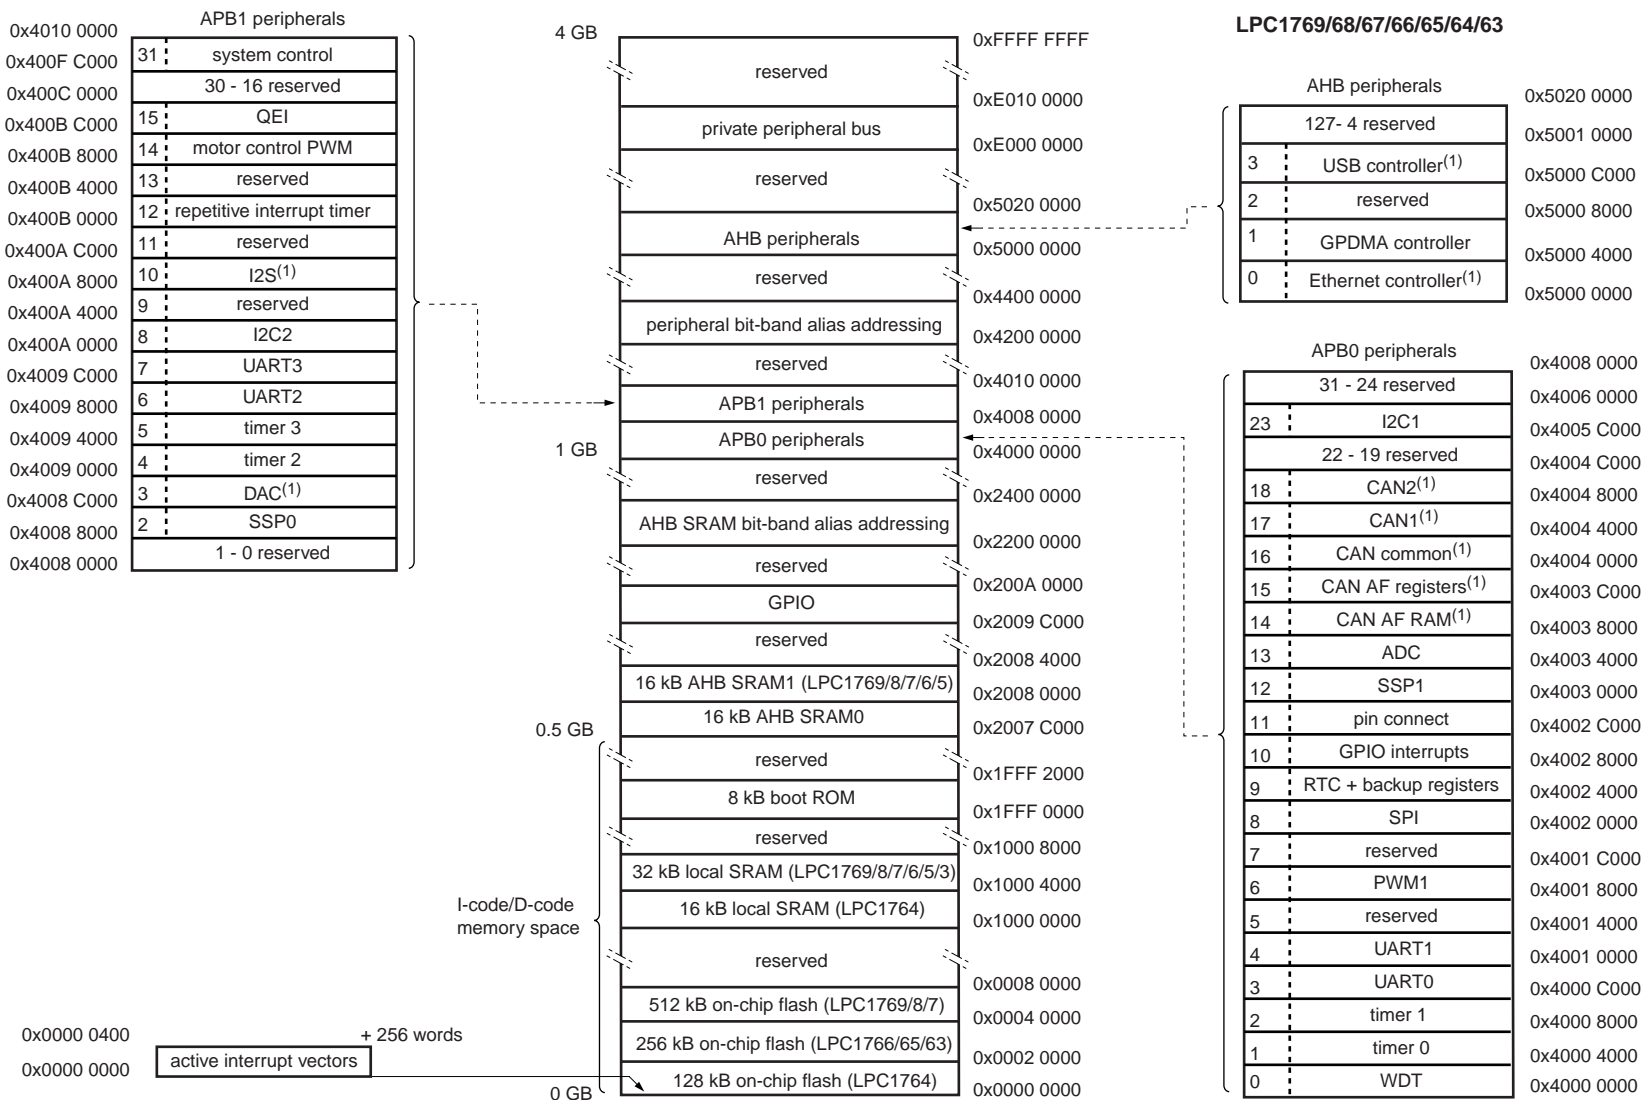 APB1 peripherals
0x4010 0000
31 system control
0x400F C000
30 - 16 reserved
0x400C 0000
15 QEI
0x400B C000
14 motor control PWM
0x400B 8000
13 reserved
0x400B 4000
12 repetitive interrupt timer
0x400B 0000
11 reserved
0x400A C000
10 I2S(1)
0x400A 8000
9 reserved
0x400A 4000
8 I2C2
0x400A 0000
7 UART3
0x4009 C000
6 UART2
0x4009 8000
5 timer 3
0x4009 4000
4 timer 2
0x4009 0000
3 DAC(1)
0x4008 C000
2 SSP0
0x4008 8000
1 - 0 reserved
0x4008 0000
0x0000 0400
+ 256 words
active interrupt vectors
0x0000 0000
4 GB
0xFFFF FFFF
reserved
0xE010 0000
private peripheral bus
0xE000 0000
reserved
0x5020 0000
AHB peripherals
0x5000 0000
reserved
0x4400 0000
peripheral bit-band alias addressing
0x4200 0000
reserved
0x4010 0000
APB1 peripherals
0x4008 0000
APB0 peripherals
1 GB
0x4000 0000
reserved
0x2400 0000
AHB SRAM bit-band alias addressing
0x2200 0000
reserved
0x200A 0000
GPIO
0x2009 C000
reserved
0x2008 4000
16 kB AHB SRAM1 (LPC1769/8/7/6/5)
0x2008 0000
16 kB AHB SRAM0
0.5 GB
0x2007 C000
reserved
0x1FFF 2000
8 kB boot ROM
0x1FFF 0000
reserved
0x1000 8000
32 kB local SRAM (LPC1769/8/7/6/5/3)
0x1000 4000
I-code/D-code
memory space
16 kB local SRAM (LPC1764)
0x1000 0000
reserved
0x0008 0000
512 kB on-chip flash (LPC1769/8/7)
0x0004 0000
256 kB on-chip flash (LPC1766/65/63)
0x0002 0000
128 kB on-chip flash (LPC1764)
0 GB
0x0000 0000
LPC1769/68/67/66/65/64/63
AHB peripherals
0x5020 0000
127- 4 reserved
0x5001 0000
3 USB controller(1)
0x5000 C000
2 reserved
0x5000 8000
1 GPDMA controller
0x5000 4000
0 Ethernet controller(1)
0x5000 0000
APB0 peripherals
0x4008 0000
31 - 24 reserved
0x4006 0000
23 I2C1
0x4005 C000
22 - 19 reserved
0x4004 C000
18 CAN2(1)
0x4004 8000
17 CAN1(1)
0x4004 4000
16 CAN common(1)
0x4004 0000
15 CAN AF registers(1)
0x4003 C000
14 CAN AF RAM(1)
0x4003 8000
13 ADC
0x4003 4000
12 SSP1
0x4003 0000
11 pin connect
0x4002 C000
10 GPIO interrupts
0x4002 8000
9 RTC + backup registers
0x4002 4000
8 SPI
0x4002 0000
7 reserved
0x4001 C000
6 PWM1
0x4001 8000
5 reserved
0x4001 4000
4 UART1
0x4001 0000
3 UART0
0x4000 C000
2 timer 1
0x4000 8000
1 timer 0
0x4000 4000
0 WDT
0x4000 0000